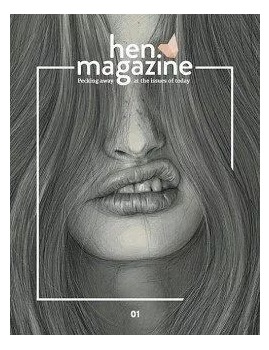 hen.
magazine
Pecking away at the issues of today
01